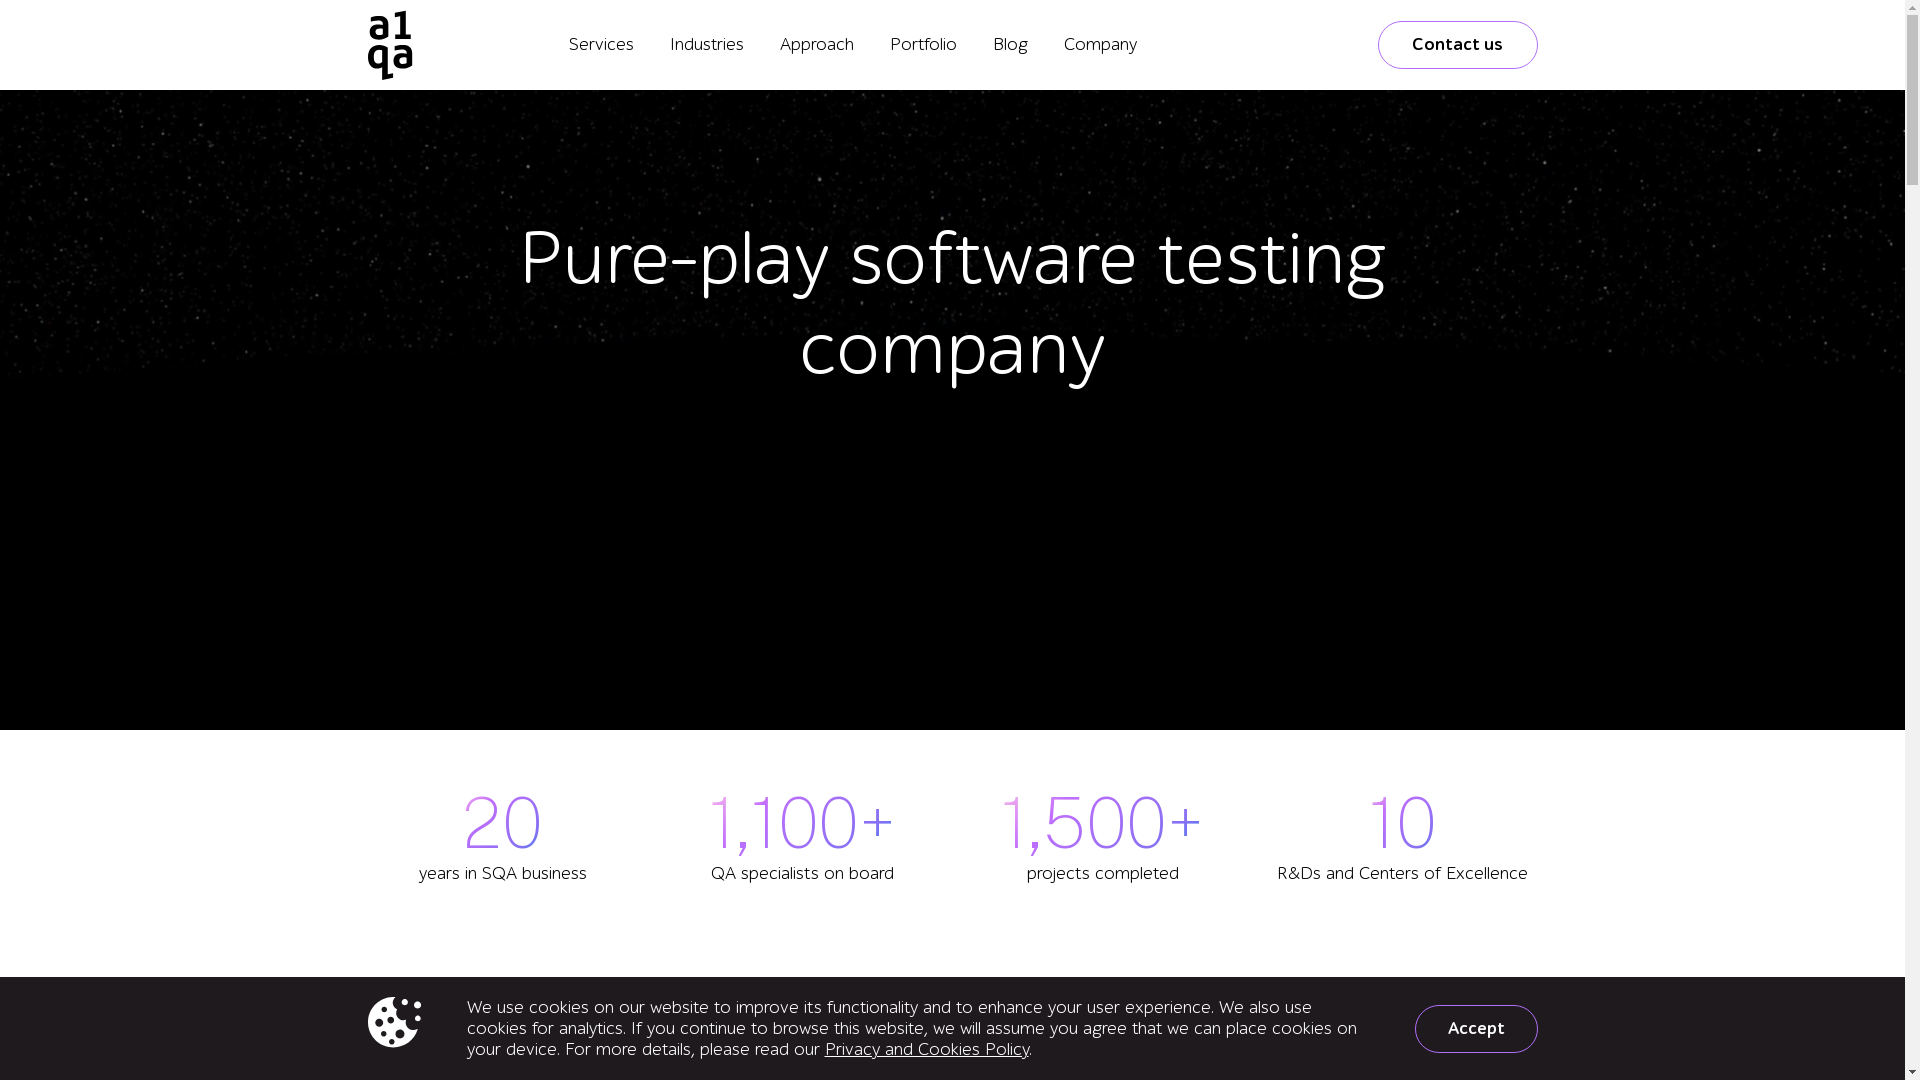 a1
qa
Services
Industries
Approach
Portfolio
Blog
Company
Contact us
Pure-play software testing
company
20
years in SQA business
1,100+
QA specialists on board
1,500+
projects completed
10
R&Ds and Centers of Excellence
We use cookies on our website to improve its functionality and to enhance your user experience. We also use
cookies for analytics. If you continue to browse this website, we will assume you agree that we can place cookies on
your device. For more details, please read our Privacy and Cookies Policy.
Accept